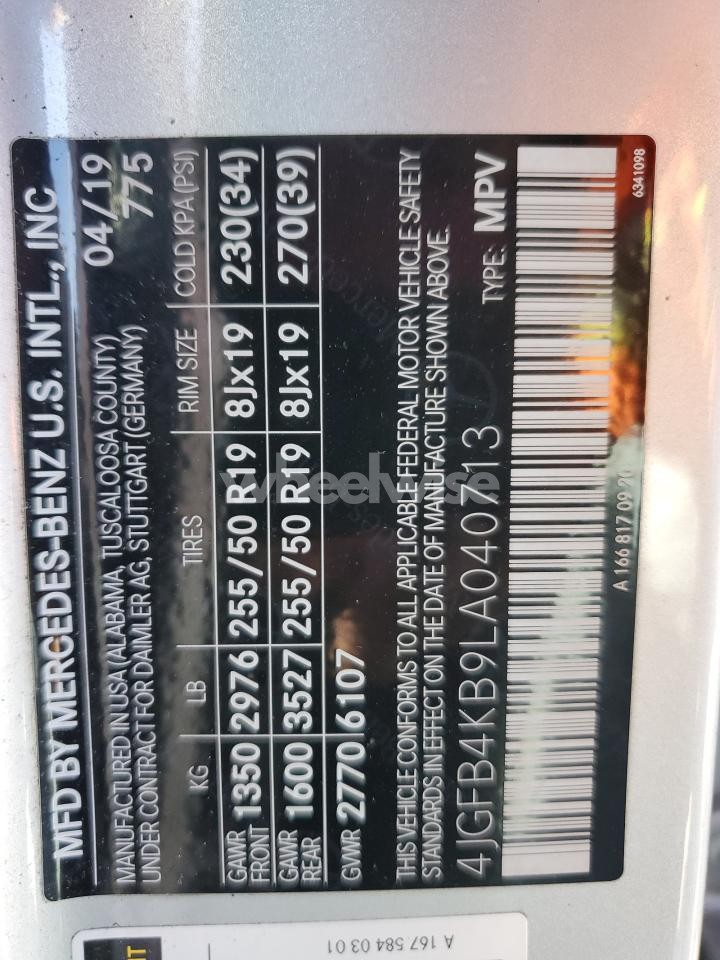 MFD BY MERCEDES-BENZ U.S. INTL., INC
MANUFACTURED IN USA (ALABAMA, TUSCALOOSA COUNTY) 04/19
UNDER CONTRACT FOR DAIMLER AG, STUTTGART (GERMANY) 775
KG LB TIRES RIM SIZE COLD KPA (PSI)
GAWR FRONT 1350 2976 255/50 R19 8Jx19 230(34)
GAWR REAR 1600 3527 255/50 R19 8Jx19 270(39)
GVWR 2770 6107
THIS VEHICLE CONFORMS TO ALL APPLICABLE FEDERAL MOTOR VEHICLE SAFETY
STANDARDS IN EFFECT ON THE DATE OF MANUFACTURE SHOWN ABOVE.
4JGFB4KB9LA040713 TYPE: MPV
A 166 817 09 20 6341098
A 167 584 03 01
wheelwise